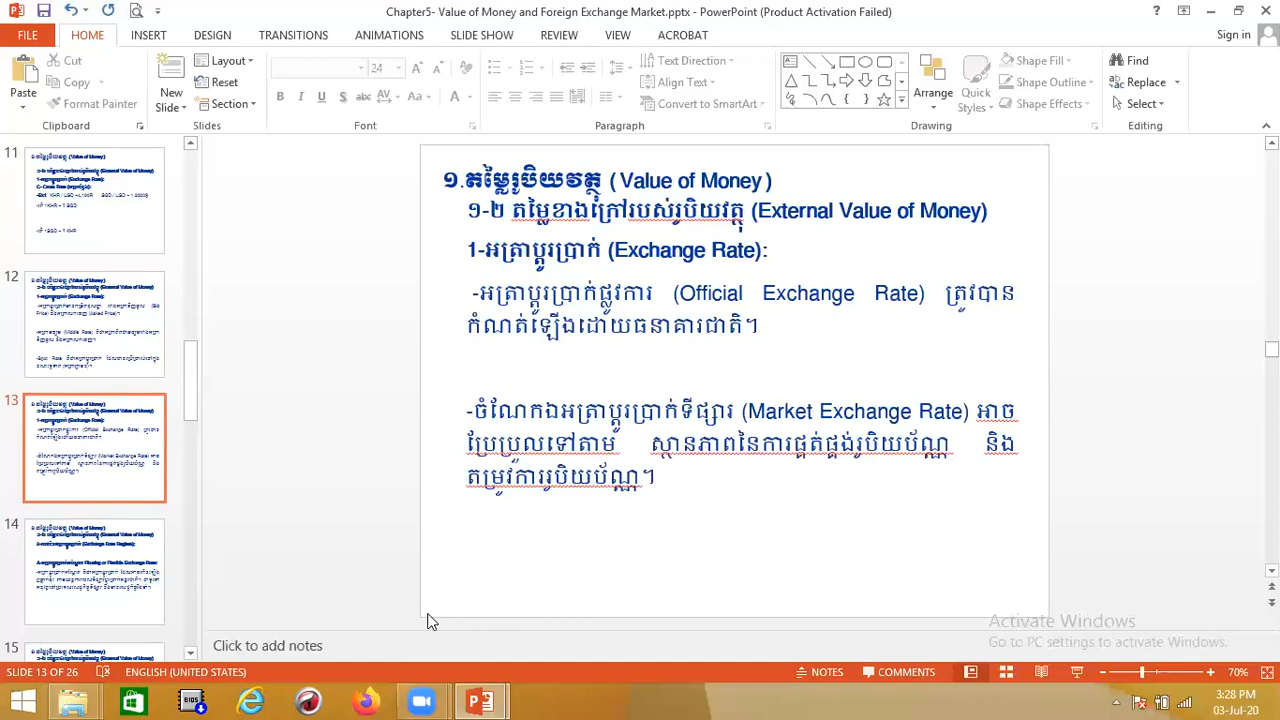 Chapter5- Value of Money and Foreign Exchange Market.pptx - PowerPoint (Product Activation Failed)
FILE HOME INSERT DESIGN TRANSITIONS ANIMATIONS SLIDE SHOW REVIEW VIEW ACROBAT Sign in
Cut
Copy
Format Painter
Paste
Clipboard
New Slide
Layout
Reset
Section
Slides
24
Font
Text Direction
Align Text
Convert to SmartArt
Paragraph
Arrange
Quick Styles
Shape Fill
Shape Outline
Shape Effects
Drawing
Find
Replace
Select
Editing
11
12
13
14
15
១.តម្លៃរូបិយវត្ថុ ( Value of Money )
១-២ តម្លៃខាងក្រៅរបស់រូបិយវត្ថុ (External Value of Money)
1-អត្រាប្តូរប្រាក់ (Exchange Rate):
-អត្រាប្តូរប្រាក់ផ្លូវការ (Official Exchange Rate) ត្រូវបាន
កំណត់ឡើងដោយធនាគារជាតិ។
-ចំណែកឯអត្រាប្តូរប្រាក់ទីផ្សារ (Market Exchange Rate) អាច
ប្រែប្រួលទៅតាម ស្ថានភាពនៃការផ្គត់ផ្គង់រូបិយប័ណ្ណ និង
តម្រូវការរូបិយប័ណ្ណ។
Activate Windows
Go to PC settings to activate Windows.
Click to add notes
SLIDE 13 OF 26 ENGLISH (UNITED STATES) NOTES COMMENTS 70%
3:28 PM
03-Jul-20